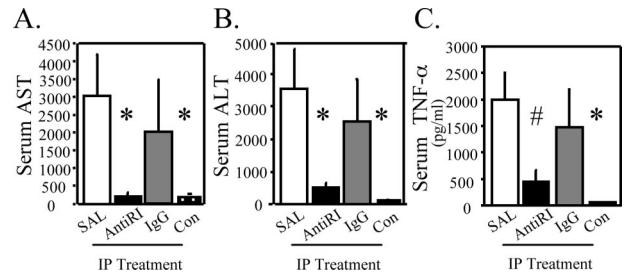 A.
Serum AST
4500
4000
3500
3000
2500
2000
1500
1000
500
0
*
*
SAL
AntiRI
IgG
Con
IP Treatment
B.
Serum ALT
5000
4000
3000
2000
1000
0
*
*
SAL
AntiRI
IgG
Con
IP Treatment
C.
Serum TNF-α
(pg/ml)
3000
2500
2000
1500
1000
500
0
#
*
SAL
AntiRI
IgG
Con
IP Treatment